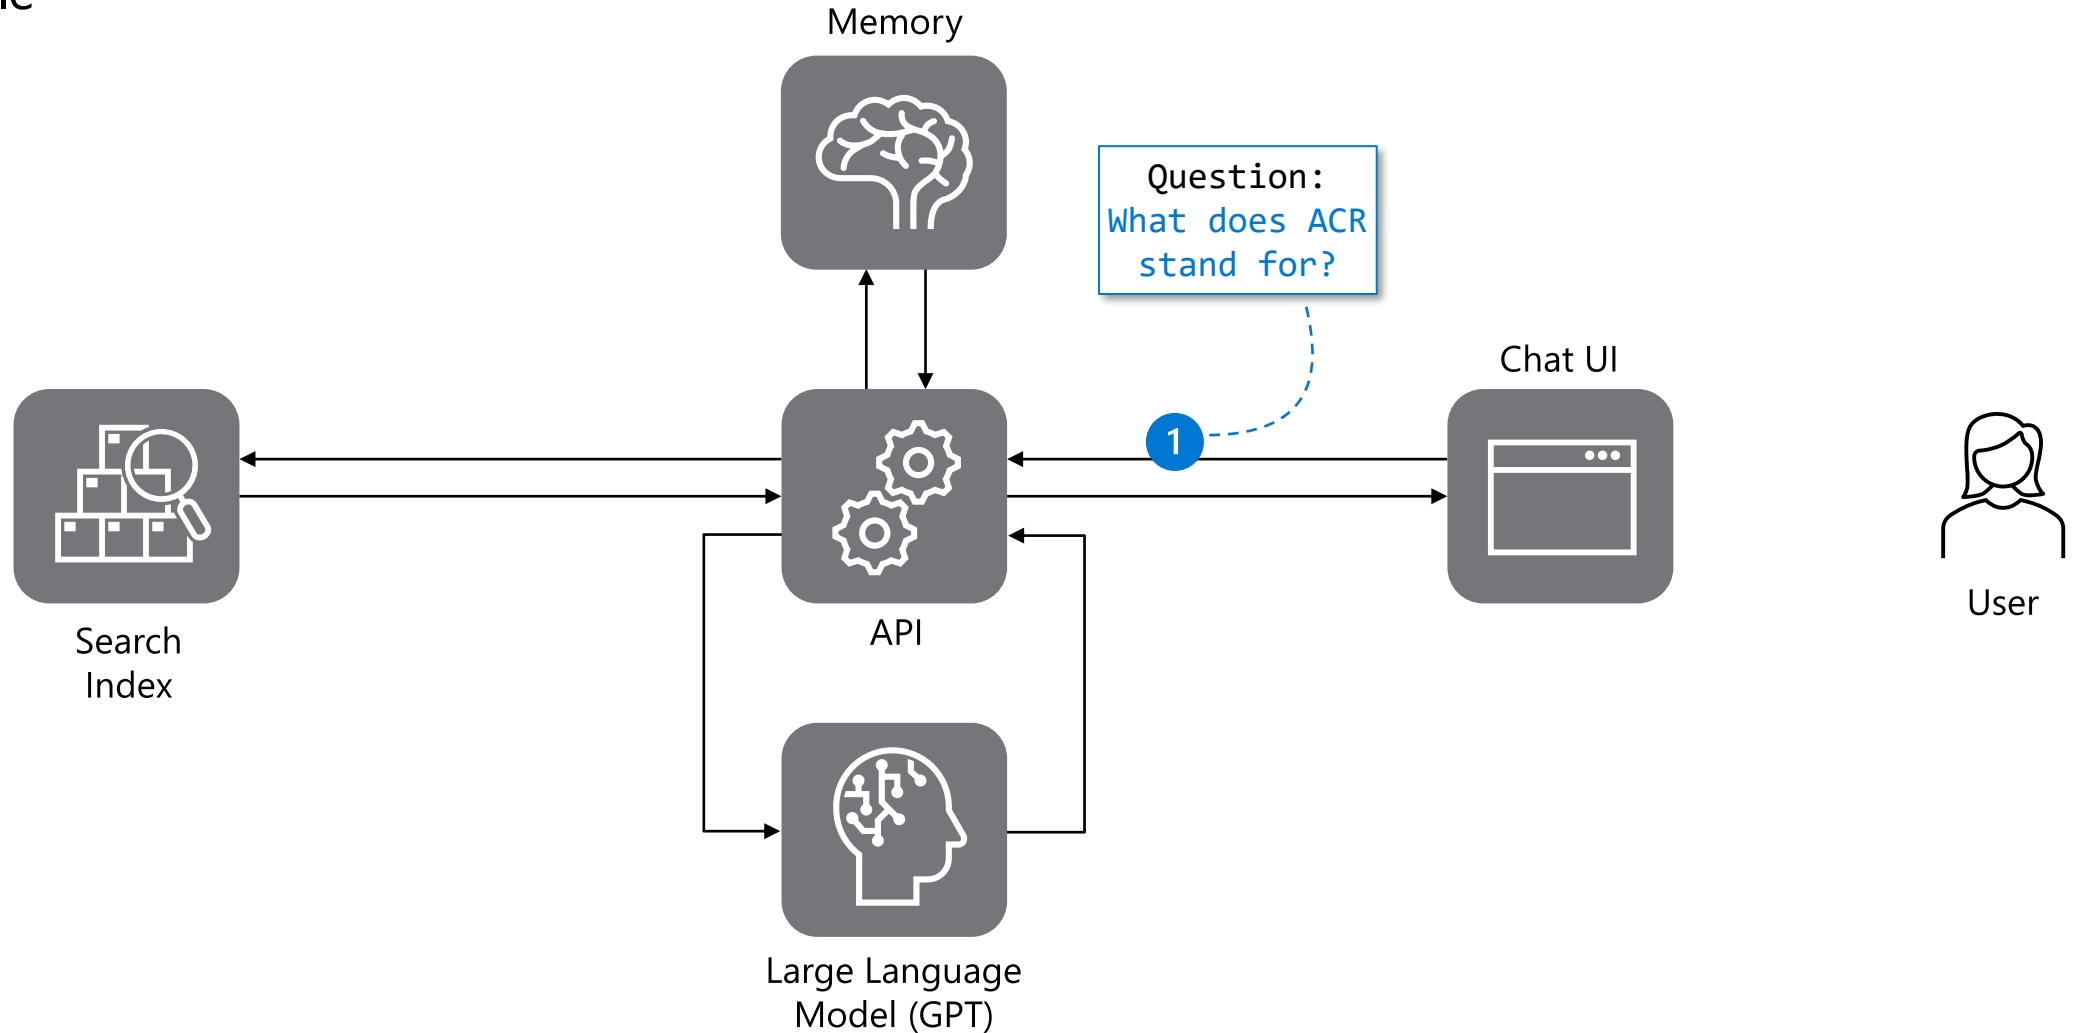 Memory
Question:
What does ACR
stand for?
Chat UI
1
User
API
Search
Index
Large Language
Model (GPT)